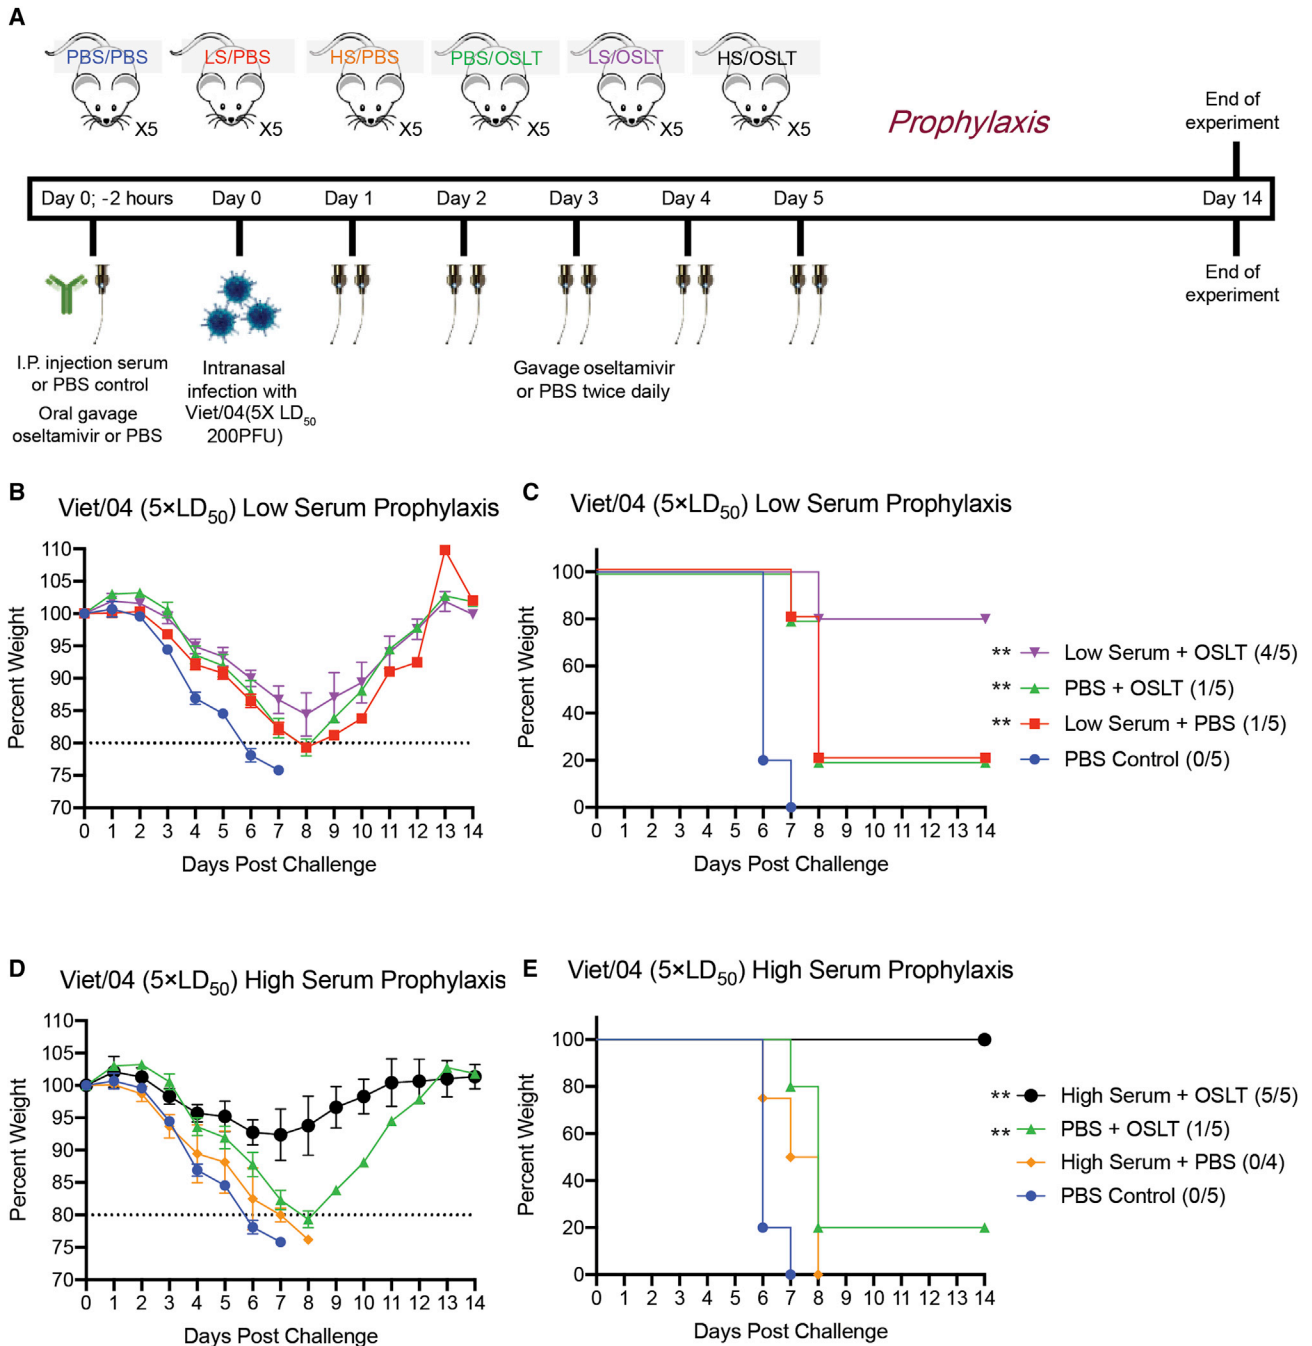 A
PBS/PBS
LS/PBS
HS/PBS
PBS/OSLT
LS/OSLT
HS/OSLT
X5
X5
X5
X5
X5
X5
Prophylaxis
End of
experiment
Day 0; -2 hours
Day 0
Day 1
Day 2
Day 3
Day 4
Day 5
Day 14
I.P. injection serum
or PBS control
Oral gavage
oseltamivir or PBS
Intranasal
infection with
Viet/04(5X LD50
200PFU)
Gavage oseltamivir
or PBS twice daily
End of
experiment
B
Viet/04 (5×LD50) Low Serum Prophylaxis
Percent Weight
110
105
100
95
90
85
80
75
70
0 1 2 3 4 5 6 7 8 9 10 11 12 13 14
Days Post Challenge
C
Viet/04 (5×LD50) Low Serum Prophylaxis
Percent Weight
100
80
60
40
20
0
0 1 2 3 4 5 6 7 8 9 10 11 12 13 14
Days Post Challenge
** Low Serum + OSLT (4/5)
** PBS + OSLT (1/5)
** Low Serum + PBS (1/5)
PBS Control (0/5)
D
Viet/04 (5×LD50) High Serum Prophylaxis
Percent Weight
110
105
100
95
90
85
80
75
70
0 1 2 3 4 5 6 7 8 9 10 11 12 13 14
Days Post Challenge
E
Viet/04 (5×LD50) High Serum Prophylaxis
Percent Weight
100
80
60
40
20
0
0 1 2 3 4 5 6 7 8 9 10 11 12 13 14
Days Post Challenge
** High Serum + OSLT (5/5)
** PBS + OSLT (1/5)
High Serum + PBS (0/4)
PBS Control (0/5)